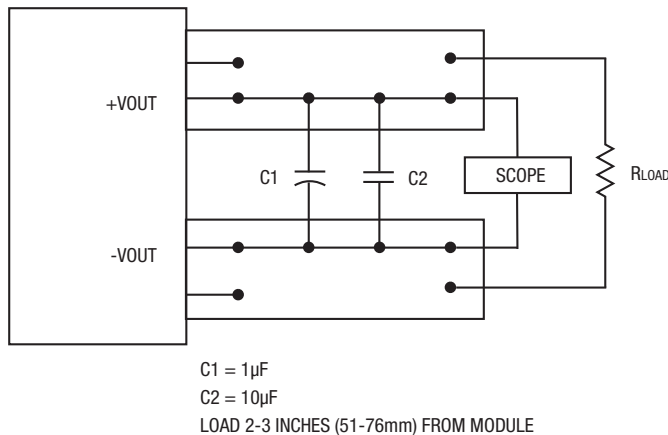 +VOUT
C1
C2
SCOPE
RLOAD
-VOUT
C1 = 1µF
C2 = 10µF
LOAD 2-3 INCHES (51-76mm) FROM MODULE